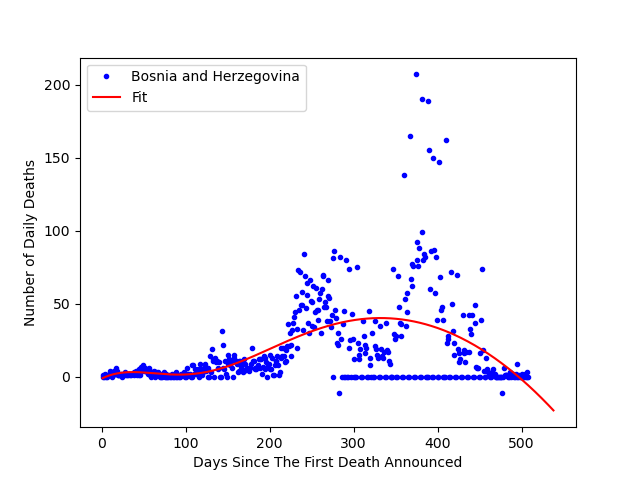 Bosnia and Herzegovina
Fit
Number of Daily Deaths
200
150
100
50
0
0 100 200 300 400 500
Days Since The First Death Announced